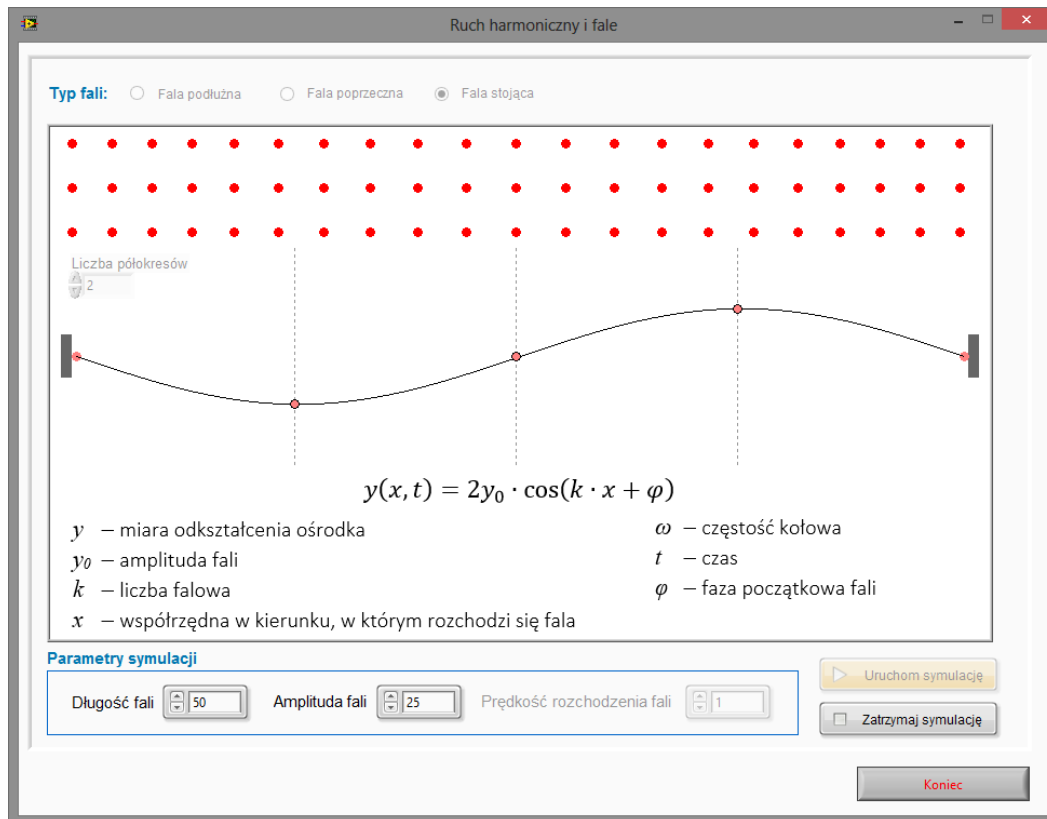 Ruch harmoniczny i fale
Typ fali: Fala podłużna Fala poprzeczna Fala stojąca
Liczba półokresów
2
y(x, t) = 2y₀ · cos(k · x + φ)
y – miara odkształcenia ośrodka
y₀ – amplituda fali
k – liczba falowa
x – współrzędna w kierunku, w którym rozchodzi się fala
ω – częstość kołowa
t – czas
φ – faza początkowa fali
Parametry symulacji
Długość fali 50 Amplituda fali 25 Prędkość rozchodzenia fali 1
Uruchom symulację
Zatrzymaj symulację
Koniec